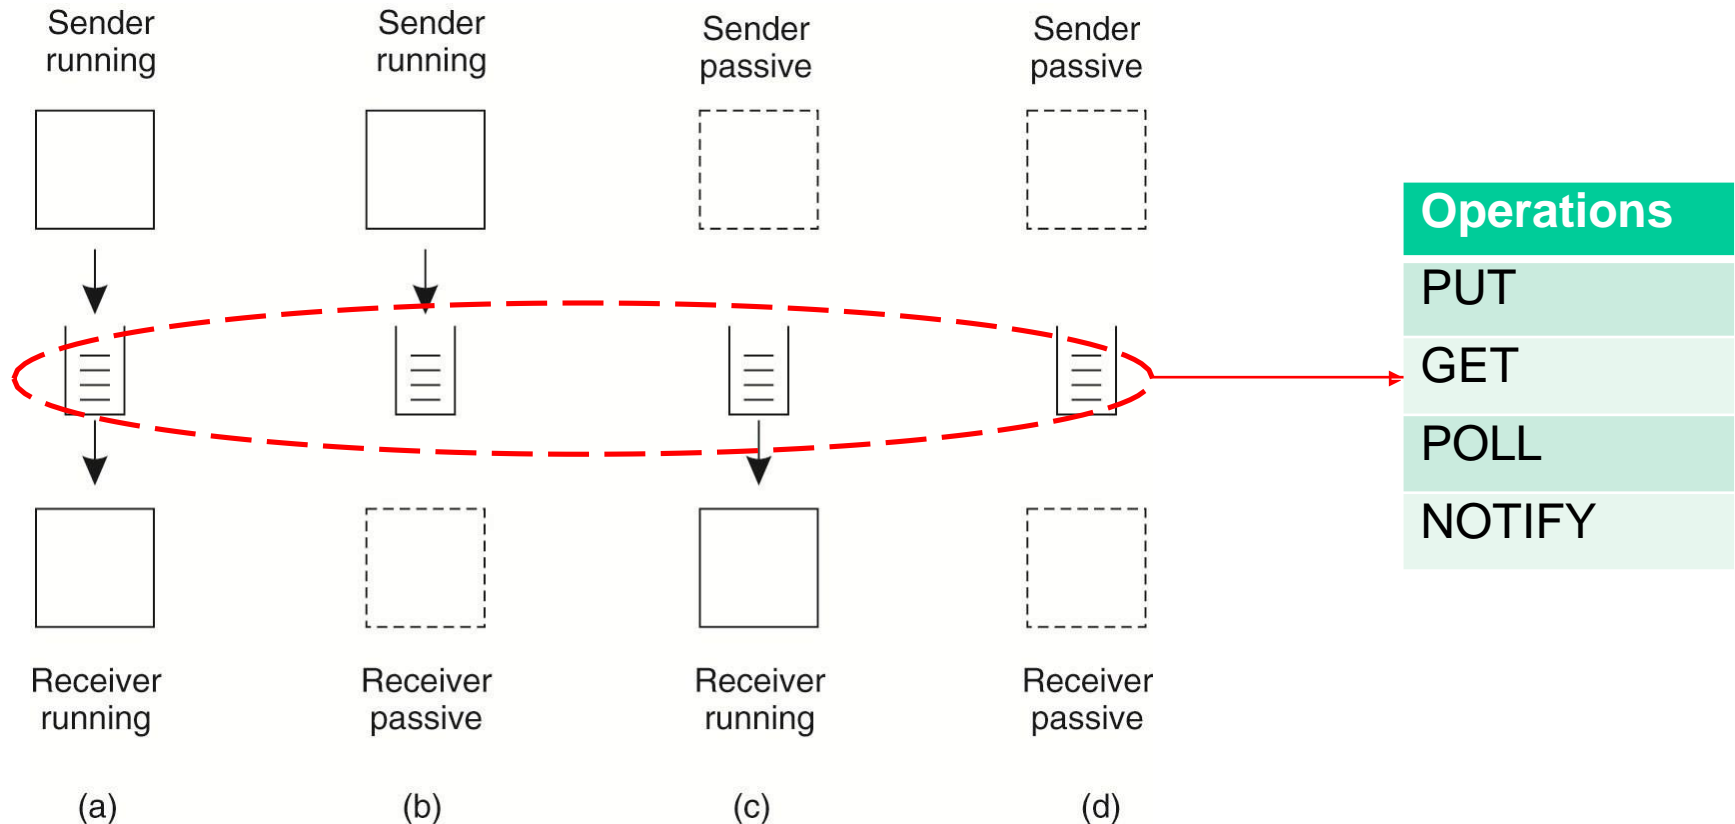 Sender
running
Sender
running
Sender
passive
Sender
passive
Operations
PUT
GET
POLL
NOTIFY
Receiver
running
Receiver
passive
Receiver
running
Receiver
passive
(a)
(b)
(c)
(d)